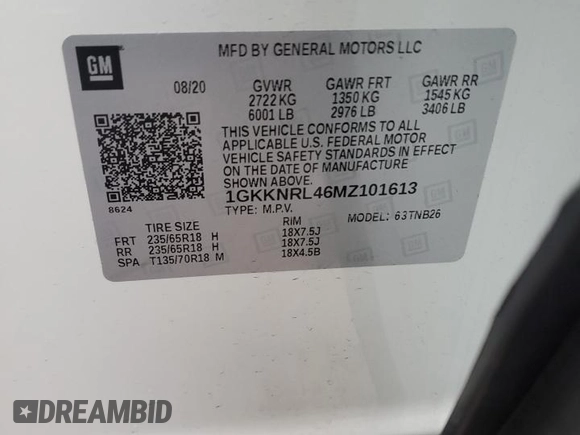 GM
MFD BY GENERAL MOTORS LLC
08/20 GVWR GAWR FRT GAWR RR
2722 KG 1350 KG 1545 KG
6001 LB 2976 LB 3406 LB
THIS VEHICLE CONFORMS TO ALL
APPLICABLE U.S. FEDERAL MOTOR
VEHICLE SAFETY STANDARDS IN EFFECT
ON THE DATE OF MANUFACTURE
SHOWN ABOVE.
8624 1GKKNRL46MZ101613
TYPE: M.P.V. MODEL: 63TNB26
TIRE SIZE RIM
FRT 235/65R18 H 18X7.5J
RR 235/65R18 H 18X7.5J
SPA T135/70R18 M 18X4.5B
DREAMBID